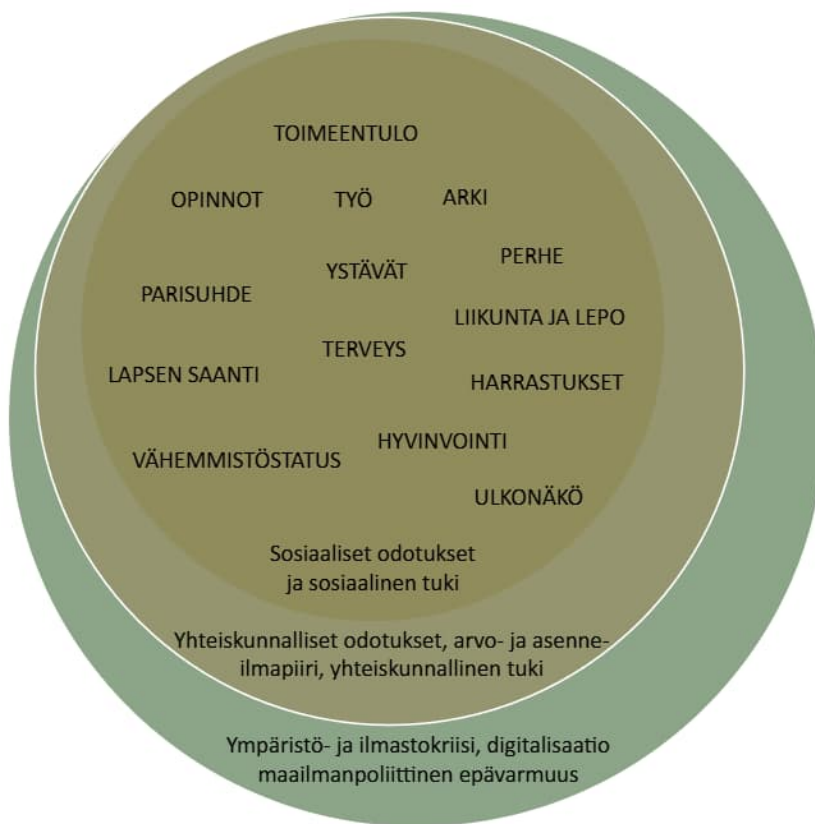 TOIMEENTULO
OPINNOT TYÖ ARKI
PERHE
YSTÄVÄT
PARISUHDE
LIIKUNTA JA LEPO
TERVEYS
LAPSEN SAANTI
HARRASTUKSET
HYVINVOINTI
VÄHEMMISTÖSTATUS
ULKONÄKÖ
Sosiaaliset odotukset
ja sosiaalinen tuki
Yhteiskunnalliset odotukset, arvo- ja asenne-
ilmapiiri, yhteiskunnallinen tuki
Ympäristö- ja ilmastokriisi, digitalisaatio
maailmanpoliittinen epävarmuus